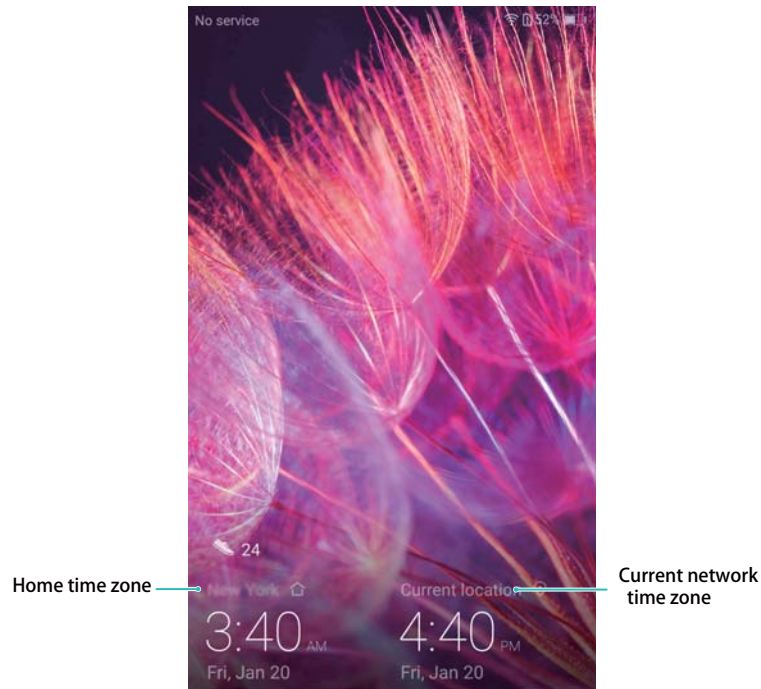 No service
52%
24
Home time zone
New York
Current location
Current network
time zone
3:40 AM
4:40 PM
Fri, Jan 20
Fri, Jan 20